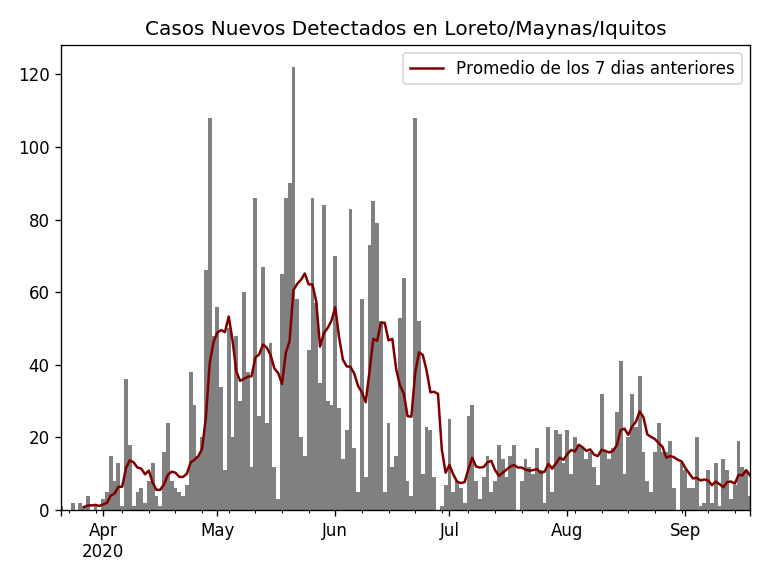 Casos Nuevos Detectados en Loreto/Maynas/Iquitos
Promedio de los 7 dias anteriores
120
100
80
60
40
20
0
Apr May Jun Jul Aug Sep
2020